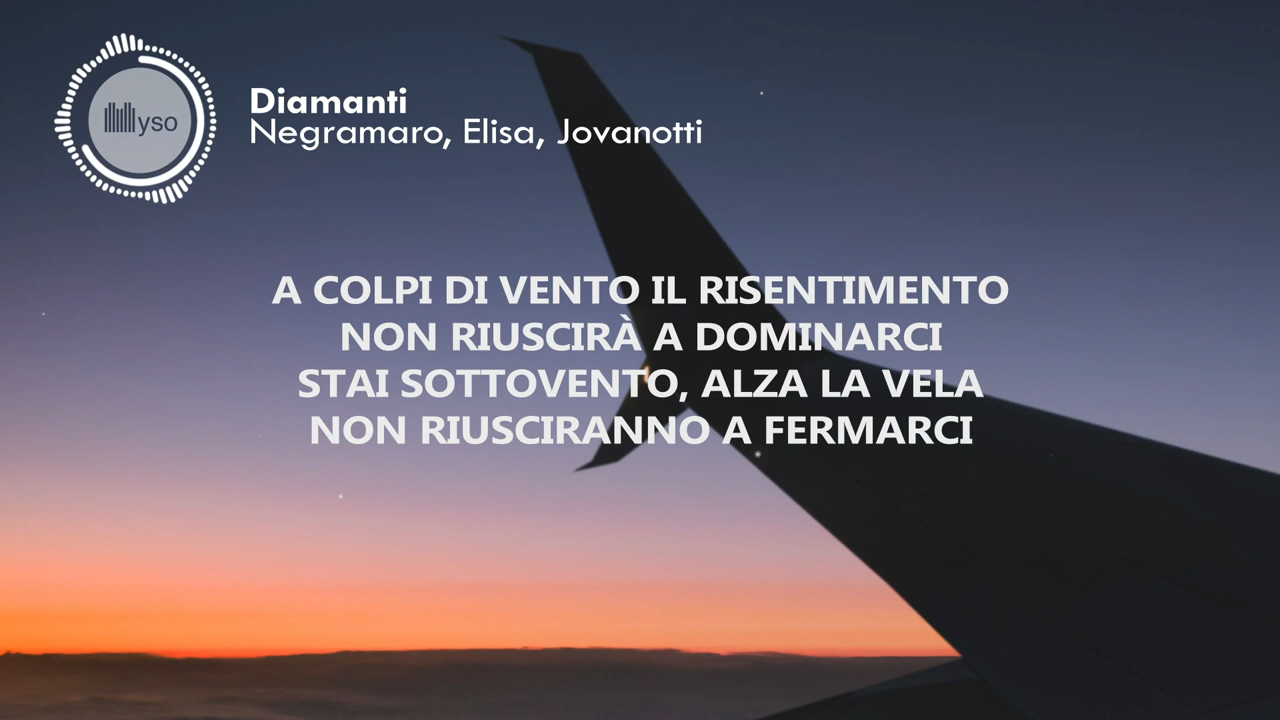 yso
Diamanti
Negramaro, Elisa, Jovanotti
A COLPI DI VENTO IL RISENTIMENTO
NON RIUSCIRÀ A DOMINARCI
STAI SOTTOVENTO, ALZA LA VELA
NON RIUSCIRANNO A FERMARCI